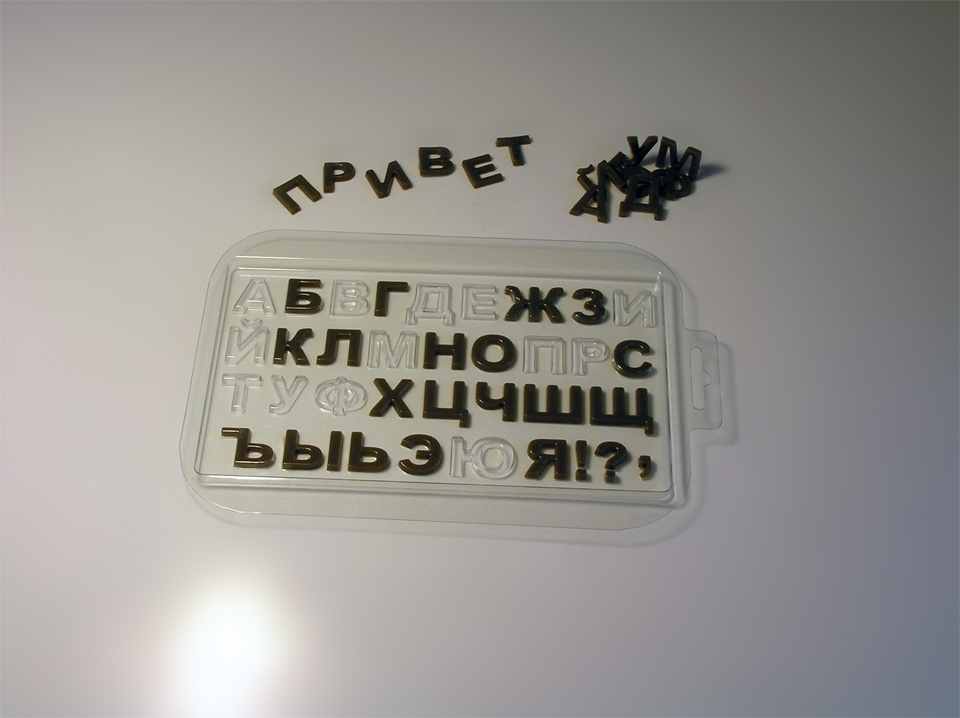 ПРИВЕТ
АБВГДЕЖЗИ
ЙКЛМНОПРС
ТУФХЦЧШЩ
ЪЫЬЭЮЯ!?,